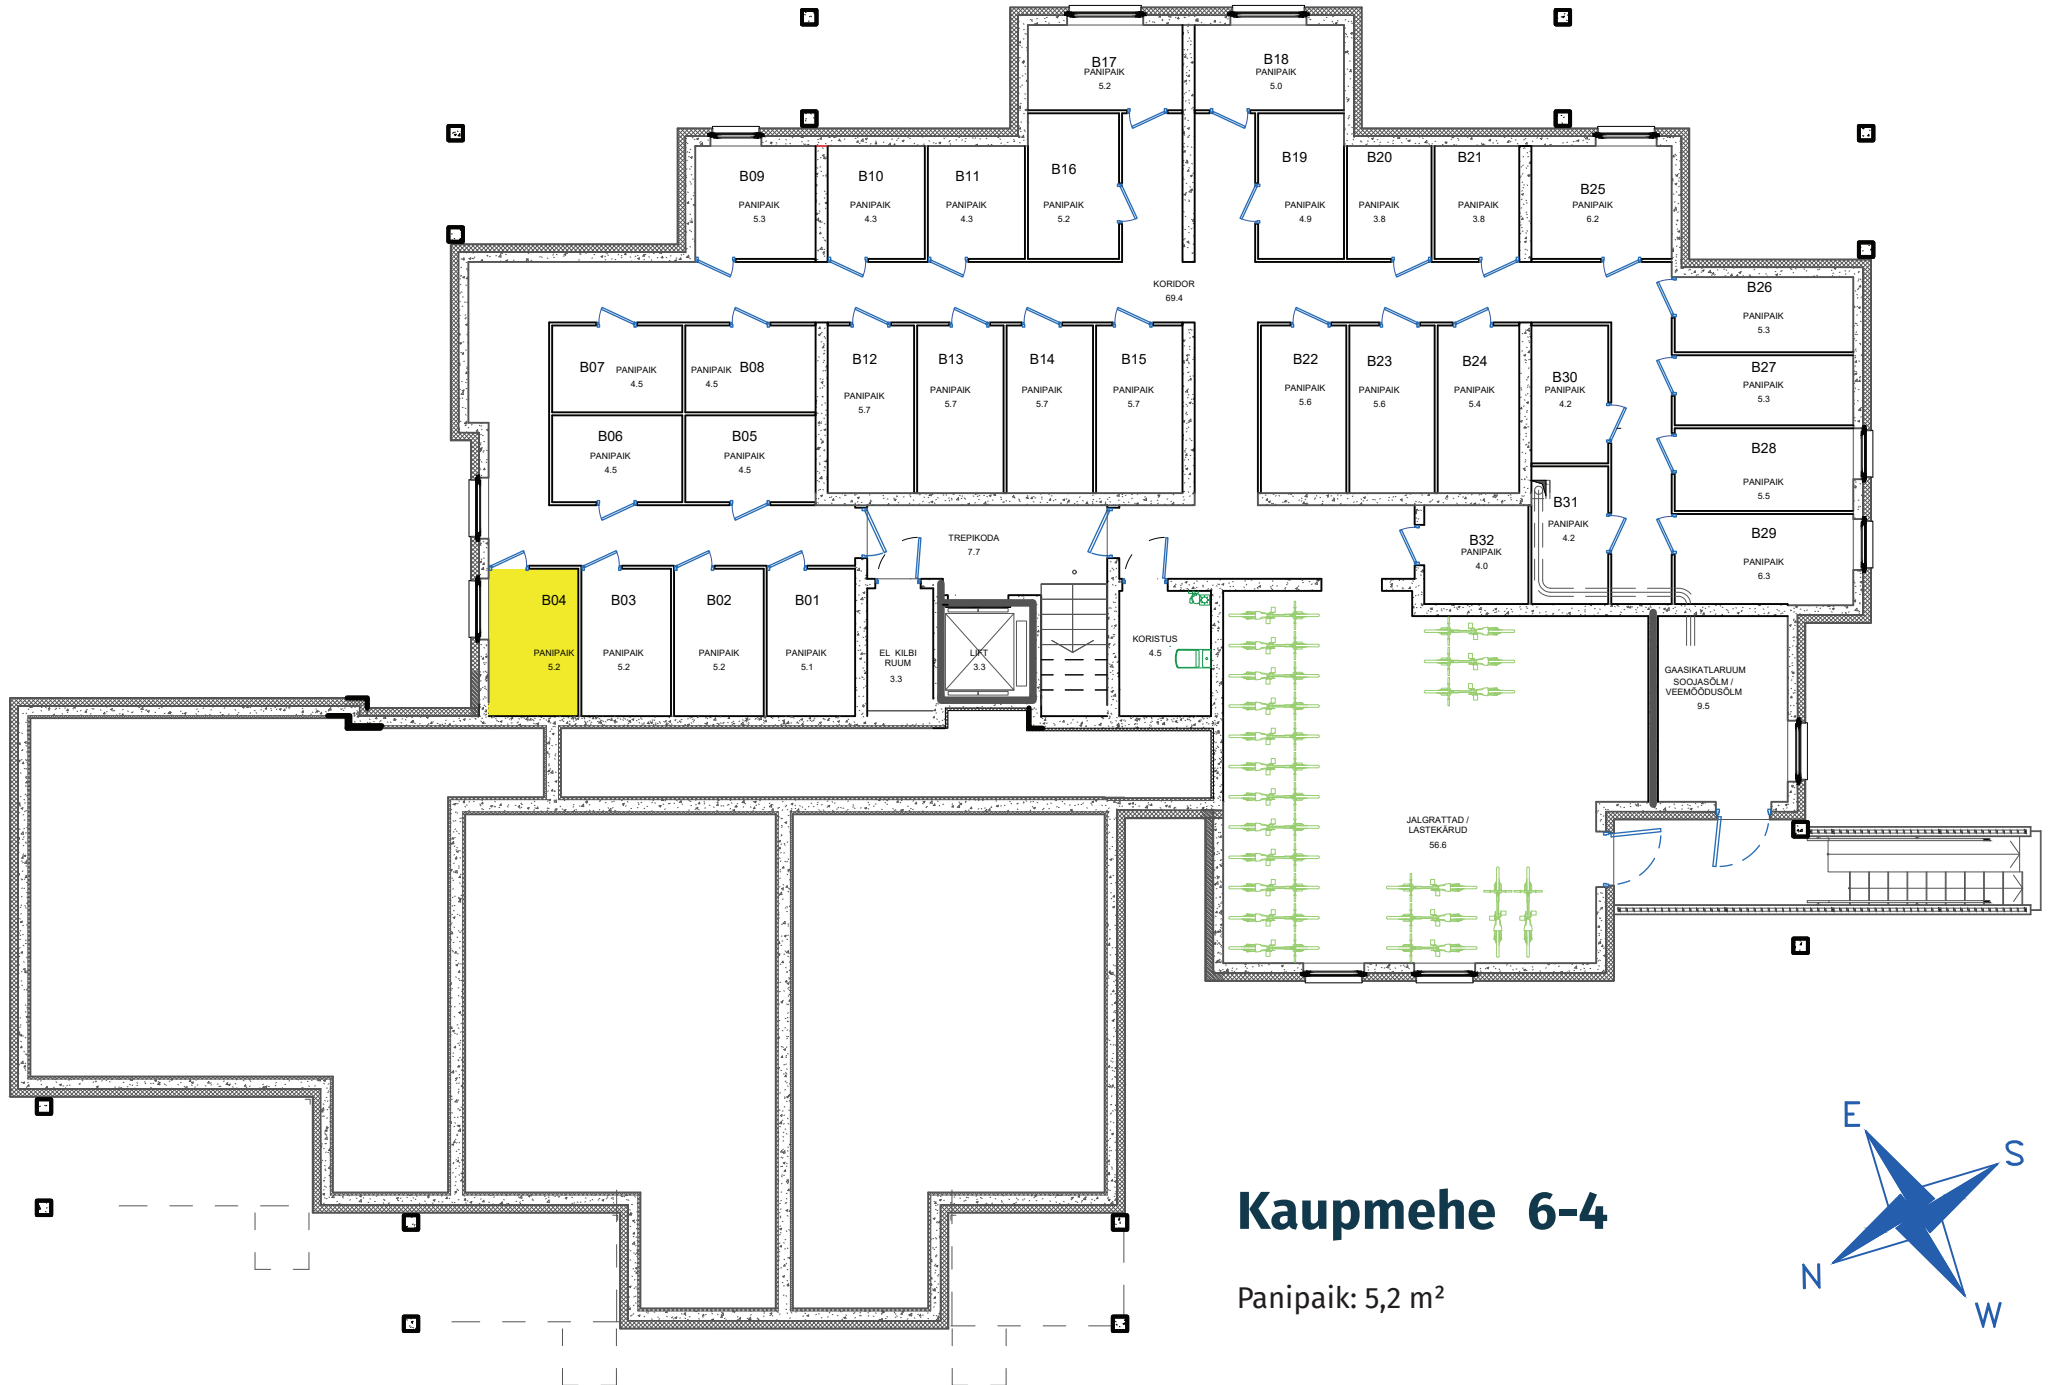 B17
PANIPAIK
5.2
B18
PANIPAIK
5.0
B09
PANIPAIK
5.3
B10
PANIPAIK
4.3
B11
PANIPAIK
4.3
B16
PANIPAIK
5.2
B19
PANIPAIK
4.9
B20
PANIPAIK
3.8
B21
PANIPAIK
3.8
B25
PANIPAIK
6.2
KORIDOR
69.4
B26
PANIPAIK
5.3
B07
PANIPAIK
4.5
PANIPAIK
4.5
B08
B12
PANIPAIK
5.7
B13
PANIPAIK
5.7
B14
PANIPAIK
5.7
B15
PANIPAIK
5.7
B22
PANIPAIK
5.6
B23
PANIPAIK
5.6
B24
PANIPAIK
5.4
B30
PANIPAIK
4.2
B27
PANIPAIK
5.3
B06
PANIPAIK
4.5
B05
PANIPAIK
4.5
B28
PANIPAIK
5.5
B31
PANIPAIK
4.2
B29
PANIPAIK
6.3
TREPIKODA
7.7
B32
PANIPAIK
4.0
B04
PANIPAIK
5.2
B03
PANIPAIK
5.2
B02
PANIPAIK
5.2
B01
PANIPAIK
5.1
EL KILBI
RUUM
3.3
LIFT
3.3
KORISTUS
4.5
GAASIKATLARUUM
SOOJASÕLM /
VEEMÕÕDUSÕLM
9.5
JALGRATTAD /
LASTEKÄRUD
56.6
Kaupmehe 6-4
Panipaik: 5,2 m²
E
S
N
W